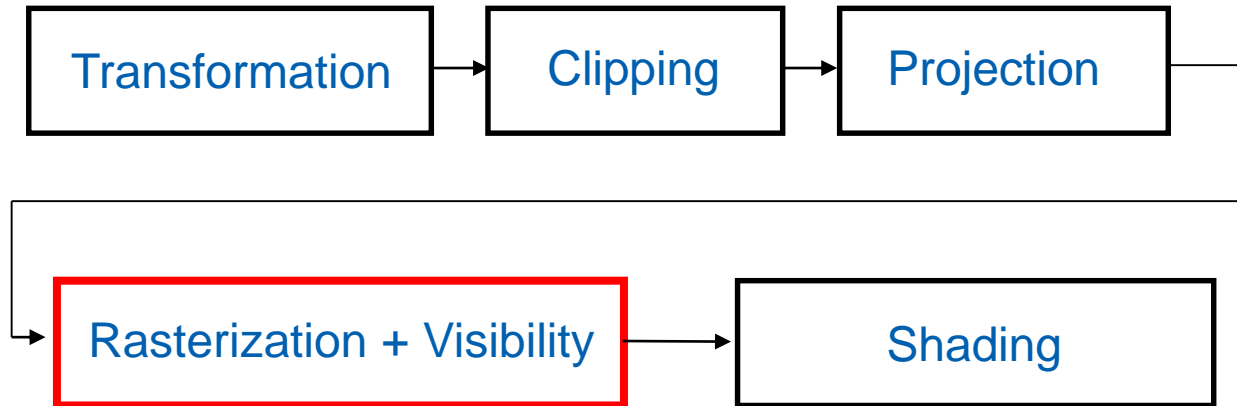 Transformation
Clipping
Projection
Rasterization + Visibility
Shading